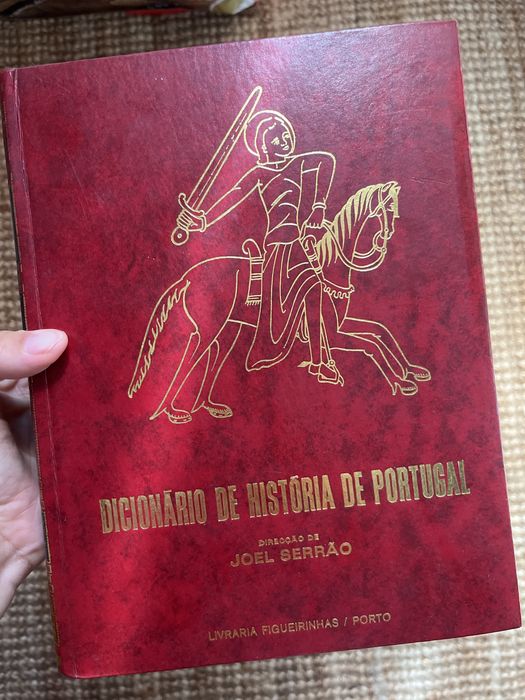 DICIONÁRIO DE HISTÓRIA DE PORTUGAL
DIRECÇÃO DE
JOEL SERRÃO
LIVRARIA FIGUEIRINHAS / PORTO